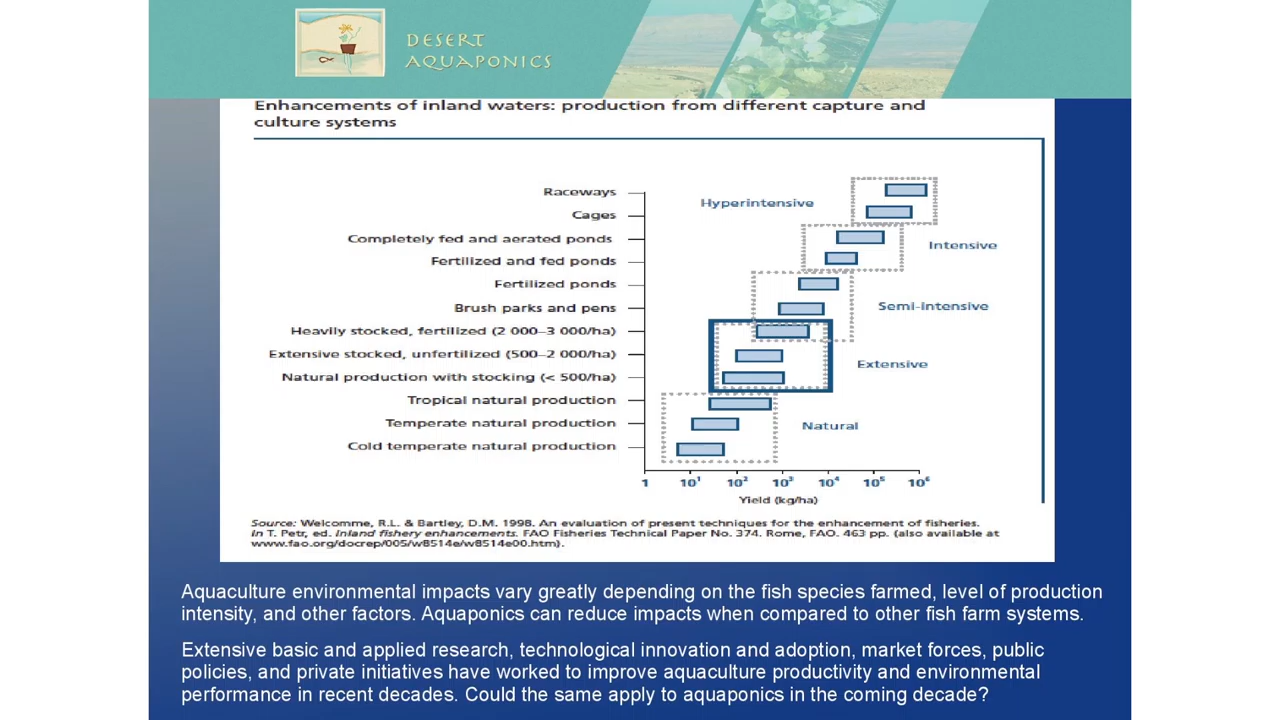 DESERT
AQUAPONICS
Enhancements of inland waters: production from different capture and
culture systems
Raceways
Hyperintensive
Cages
Completely fed and aerated ponds
Intensive
Fertilized and fed ponds
Fertilized ponds
Brush parks and pens
Semi-intensive
Heavily stocked, fertilized (2 000–3 000/ha)
Extensive stocked, unfertilized (500–2 000/ha)
Extensive
Natural production with stocking (< 500/ha)
Tropical natural production
Temperate natural production
Natural
Cold temperate natural production
1 10¹ 10² 10³ 10⁴ 10⁵ 10⁶
Yield (kg/ha)
Source: Welcomme, R.L. & Bartley, D.M. 1998. An evaluation of present techniques for the enhancement of fisheries.
In T. Petr, ed. Inland fishery enhancements. FAO Fisheries Technical Paper No. 374. Rome, FAO. 463 pp. (also available at
www.fao.org/docrep/005/w8514e/w8514e00.htm).
Aquaculture environmental impacts vary greatly depending on the fish species farmed, level of production
intensity, and other factors. Aquaponics can reduce impacts when compared to other fish farm systems.
Extensive basic and applied research, technological innovation and adoption, market forces, public
policies, and private initiatives have worked to improve aquaculture productivity and environmental
performance in recent decades. Could the same apply to aquaponics in the coming decade?